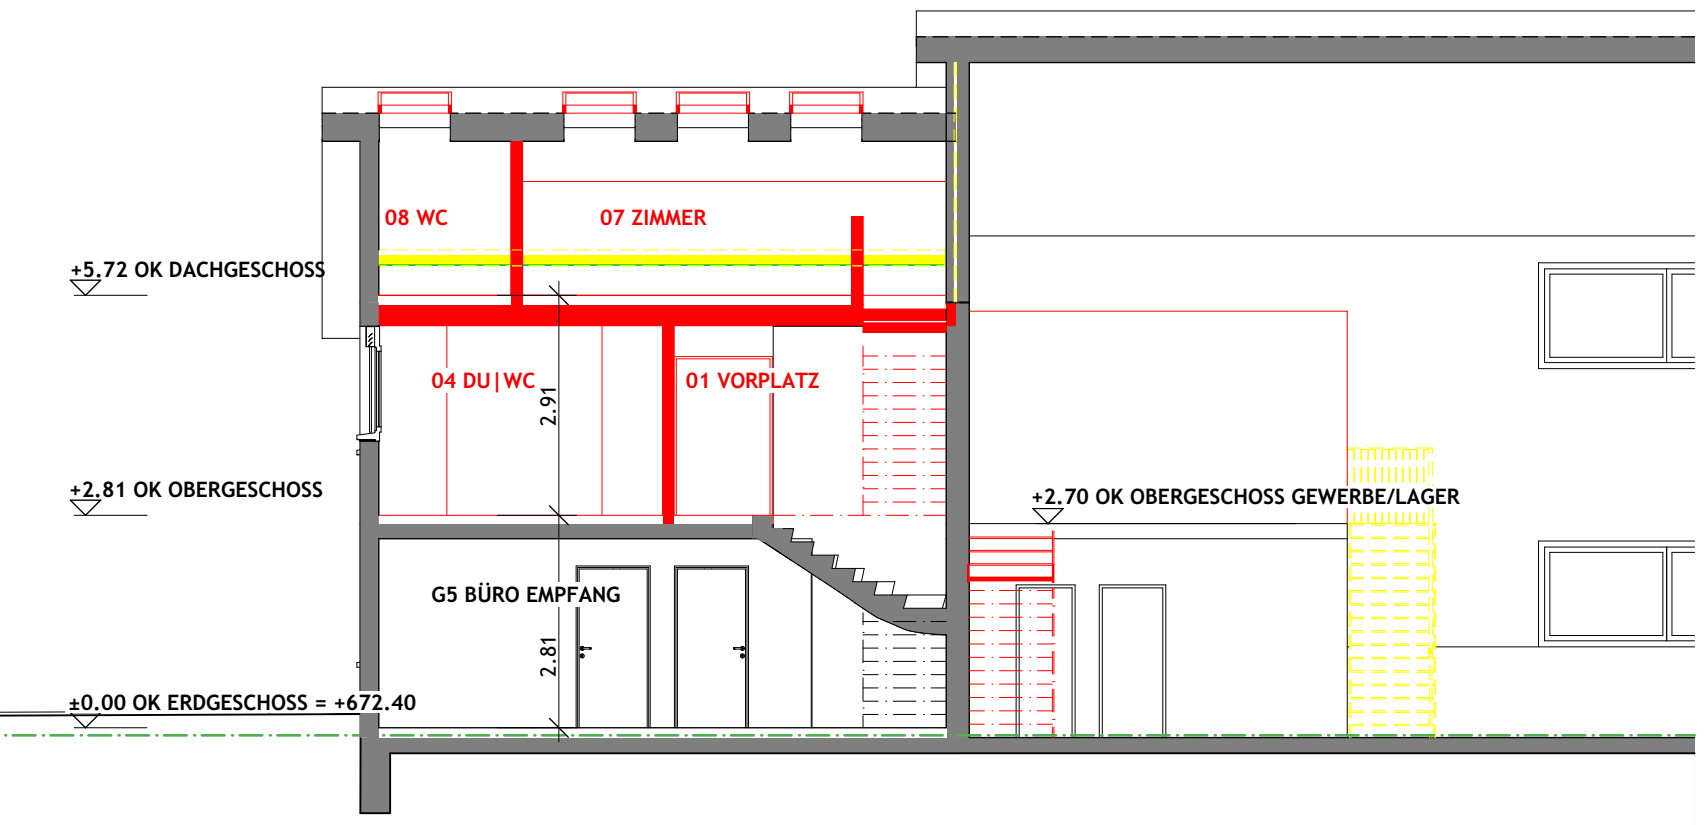 08 WC
07 ZIMMER
+5.72 OK DACHGESCHOSS
04 DU|WC
01 VORPLATZ
2.91
+2.81 OK OBERGESCHOSS
+2.70 OK OBERGESCHOSS GEWERBE/LAGER
G5 BÜRO EMPFANG
2.81
±0.00 OK ERDGESCHOSS = +672.40